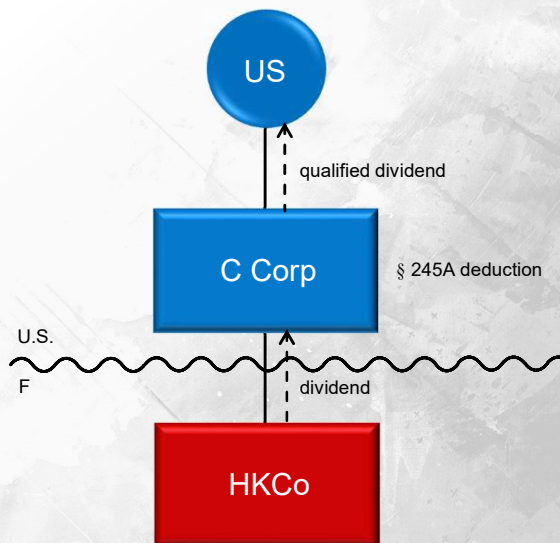 US
qualified dividend
C Corp
§ 245A deduction
U.S.
F
dividend
HKCo